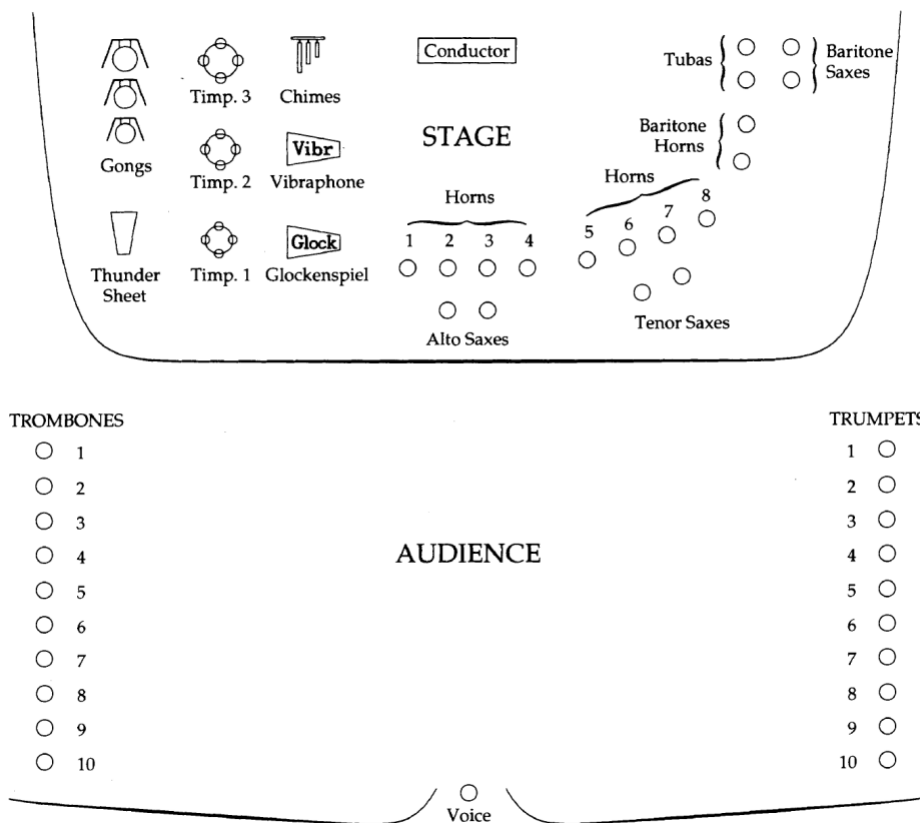 Conductor
Tubas
Baritone
Saxes
Timp. 3
Chimes
Baritone
Horns
STAGE
Gongs
Vibr
Timp. 2
Vibraphone
Horns
Horns
1
2
3
4
5
6
7
8
Glock
Thunder
Sheet
Timp. 1
Glockenspiel
Alto Saxes
Tenor Saxes
TROMBONES
1
2
3
4
5
6
7
8
9
10
AUDIENCE
TRUMPETS
1
2
3
4
5
6
7
8
9
10
Voice